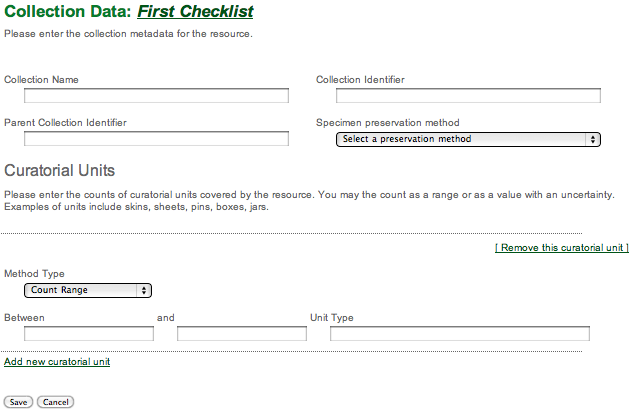 Collection Data: First Checklist
Please enter the collection metadata for the resource.
Collection Name
Collection Identifier
Parent Collection Identifier
Specimen preservation method
Select a preservation method
Curatorial Units
Please enter the counts of curatorial units covered by the resource. You may the count as a range or as a value with an uncertainty.
Examples of units include skins, sheets, pins, boxes, jars.
[ Remove this curatorial unit ]
Method Type
Count Range
Between and Unit Type
Add new curatorial unit
Save Cancel